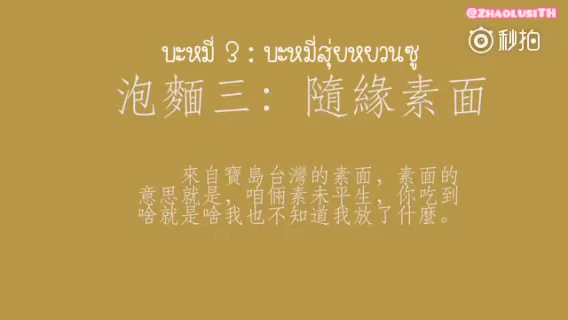 @ZhaolusiTH
秒拍
บะหมี่ 3 : บะหมี่สุ่ยหยวนซู
泡麵三：隨緣素面
來自寶島台灣的素面，素面的
意思就是，咱倆素未平生，你吃到
啥就是啥我也不知道我放了什麼。